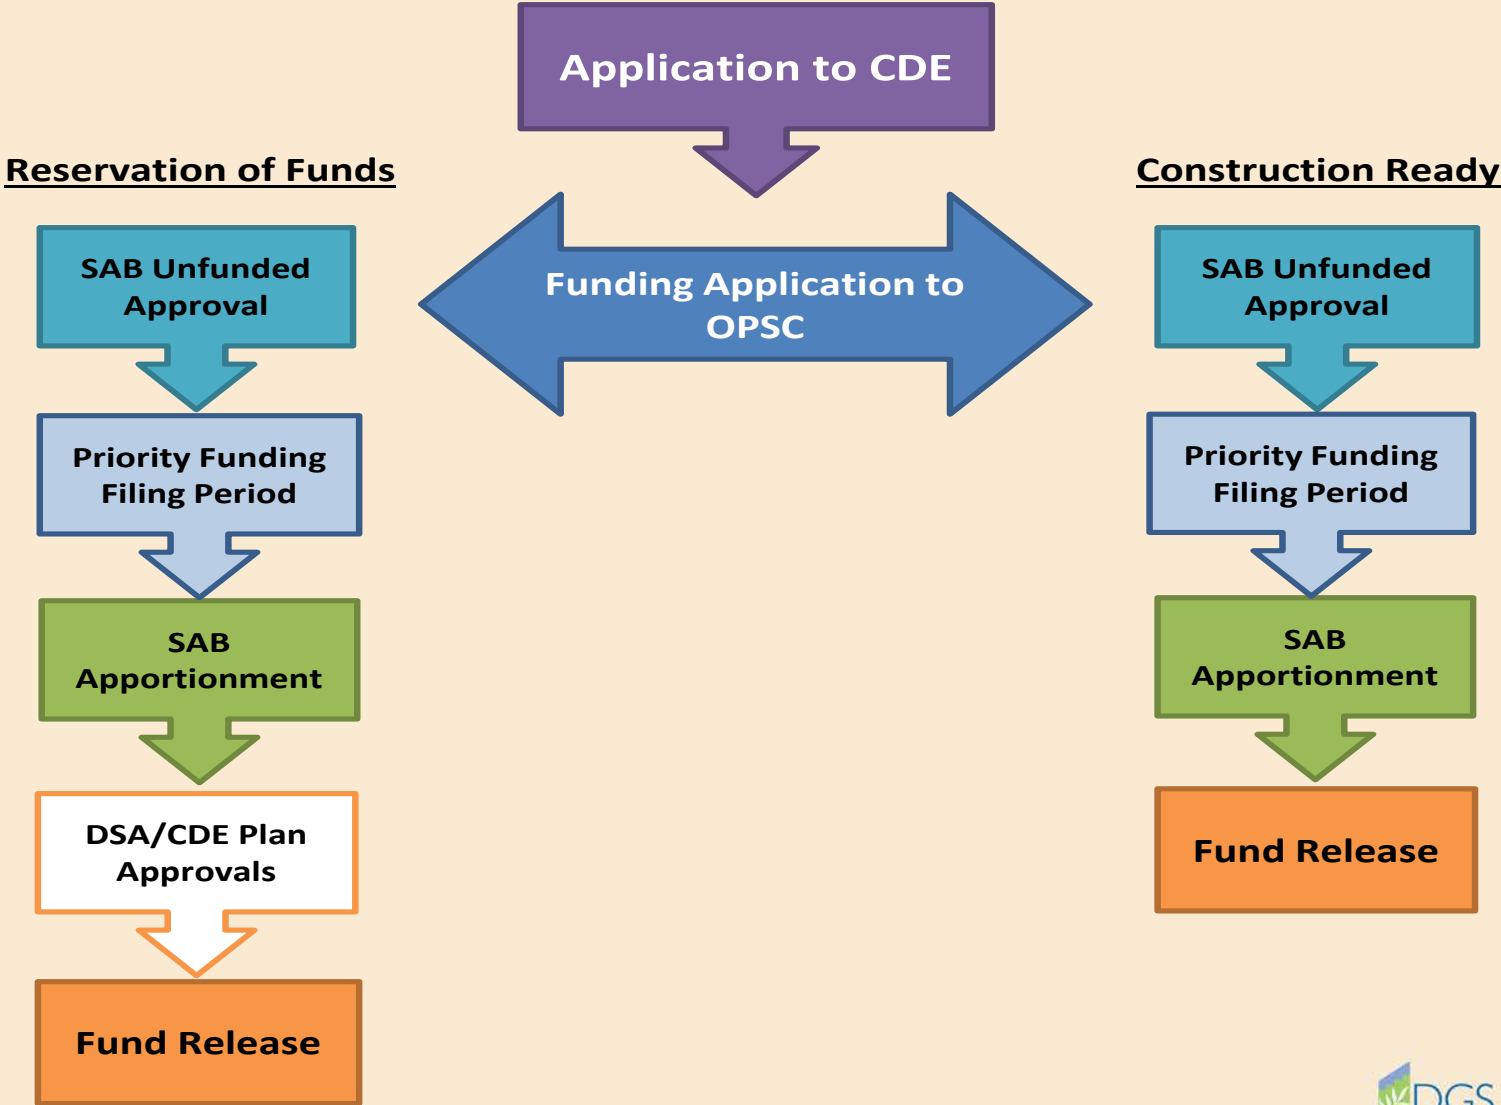 Application to CDE
Funding Application to
OPSC
Reservation of Funds
SAB Unfunded
Approval
Priority Funding
Filing Period
SAB
Apportionment
DSA/CDE Plan
Approvals
Fund Release
Construction Ready
SAB Unfunded
Approval
Priority Funding
Filing Period
SAB
Apportionment
Fund Release
DGS